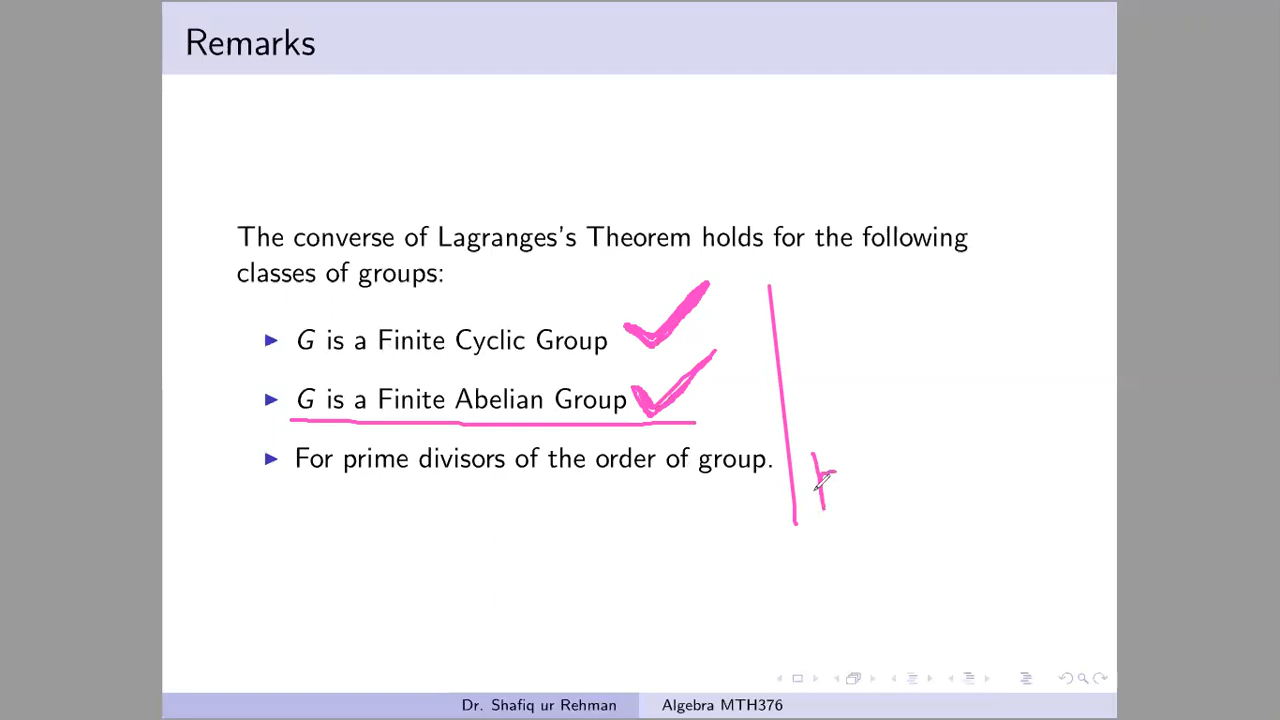 Remarks
The converse of Lagranges's Theorem holds for the following
classes of groups:
G is a Finite Cyclic Group
G is a Finite Abelian Group
For prime divisors of the order of group.
Dr. Shafiq ur Rehman
Algebra MTH376